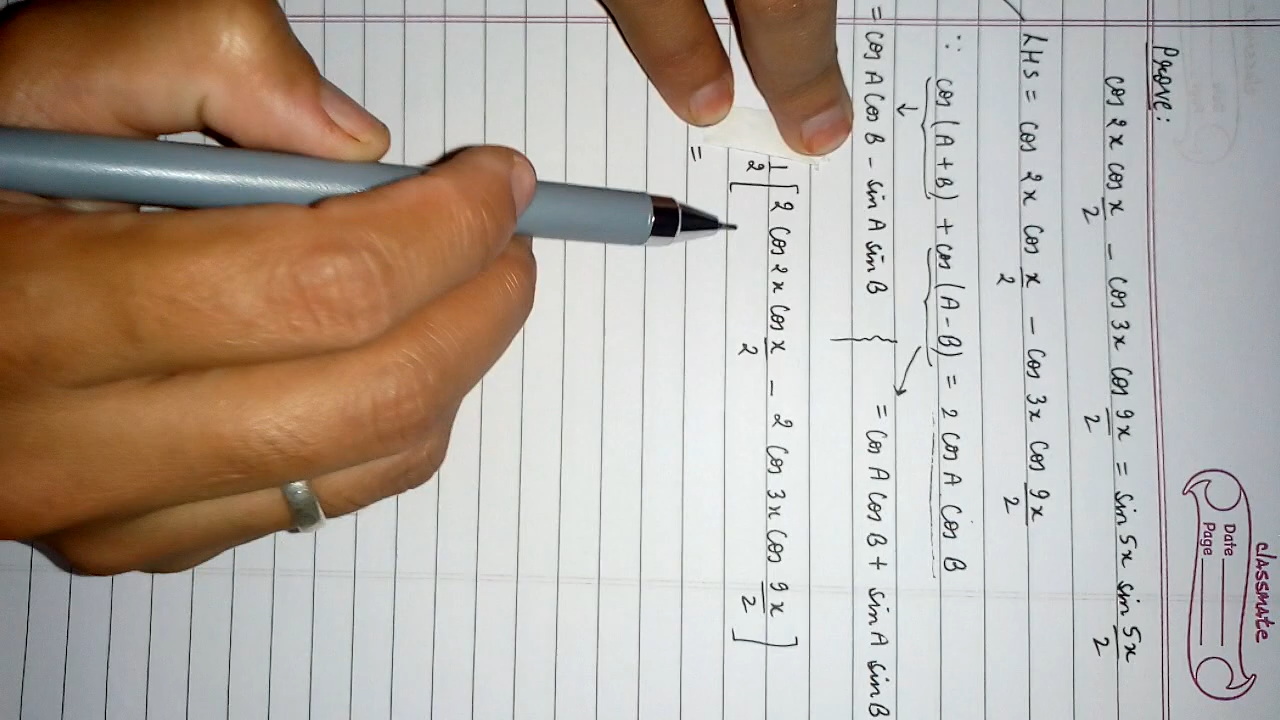 classmate
Date
Page
Prove:
cos 2x cos x/2 - cos 3x cos 9x/2 = sin 5x sin 5x/2
LHS = cos 2x cos x/2 - cos 3x cos 9x/2
∵ cos (A+B) + cos (A-B) = 2 cos A cos B
= cos A cos B - sin A sin B } = cos A cos B + sin A sin B
1/2 [2 cos 2x cos x/2 - 2 cos 3x cos 9x/2]
=